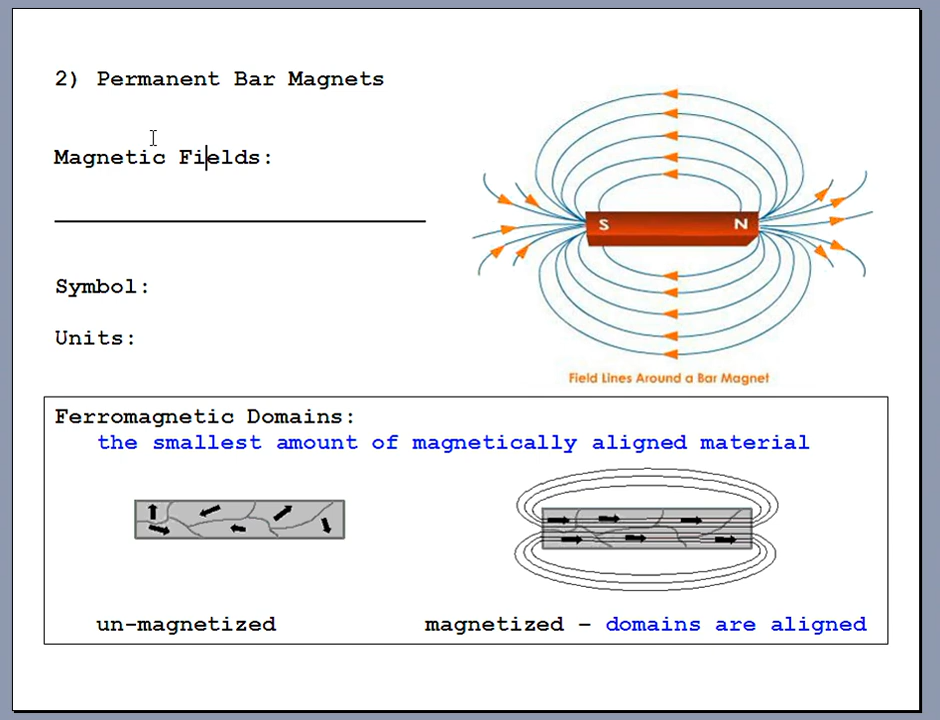 2) Permanent Bar Magnets
Magnetic Fields:
S N
Symbol:
Units:
Field Lines Around a Bar Magnet
Ferromagnetic Domains:
the smallest amount of magnetically aligned material
un-magnetized
magnetized – domains are aligned